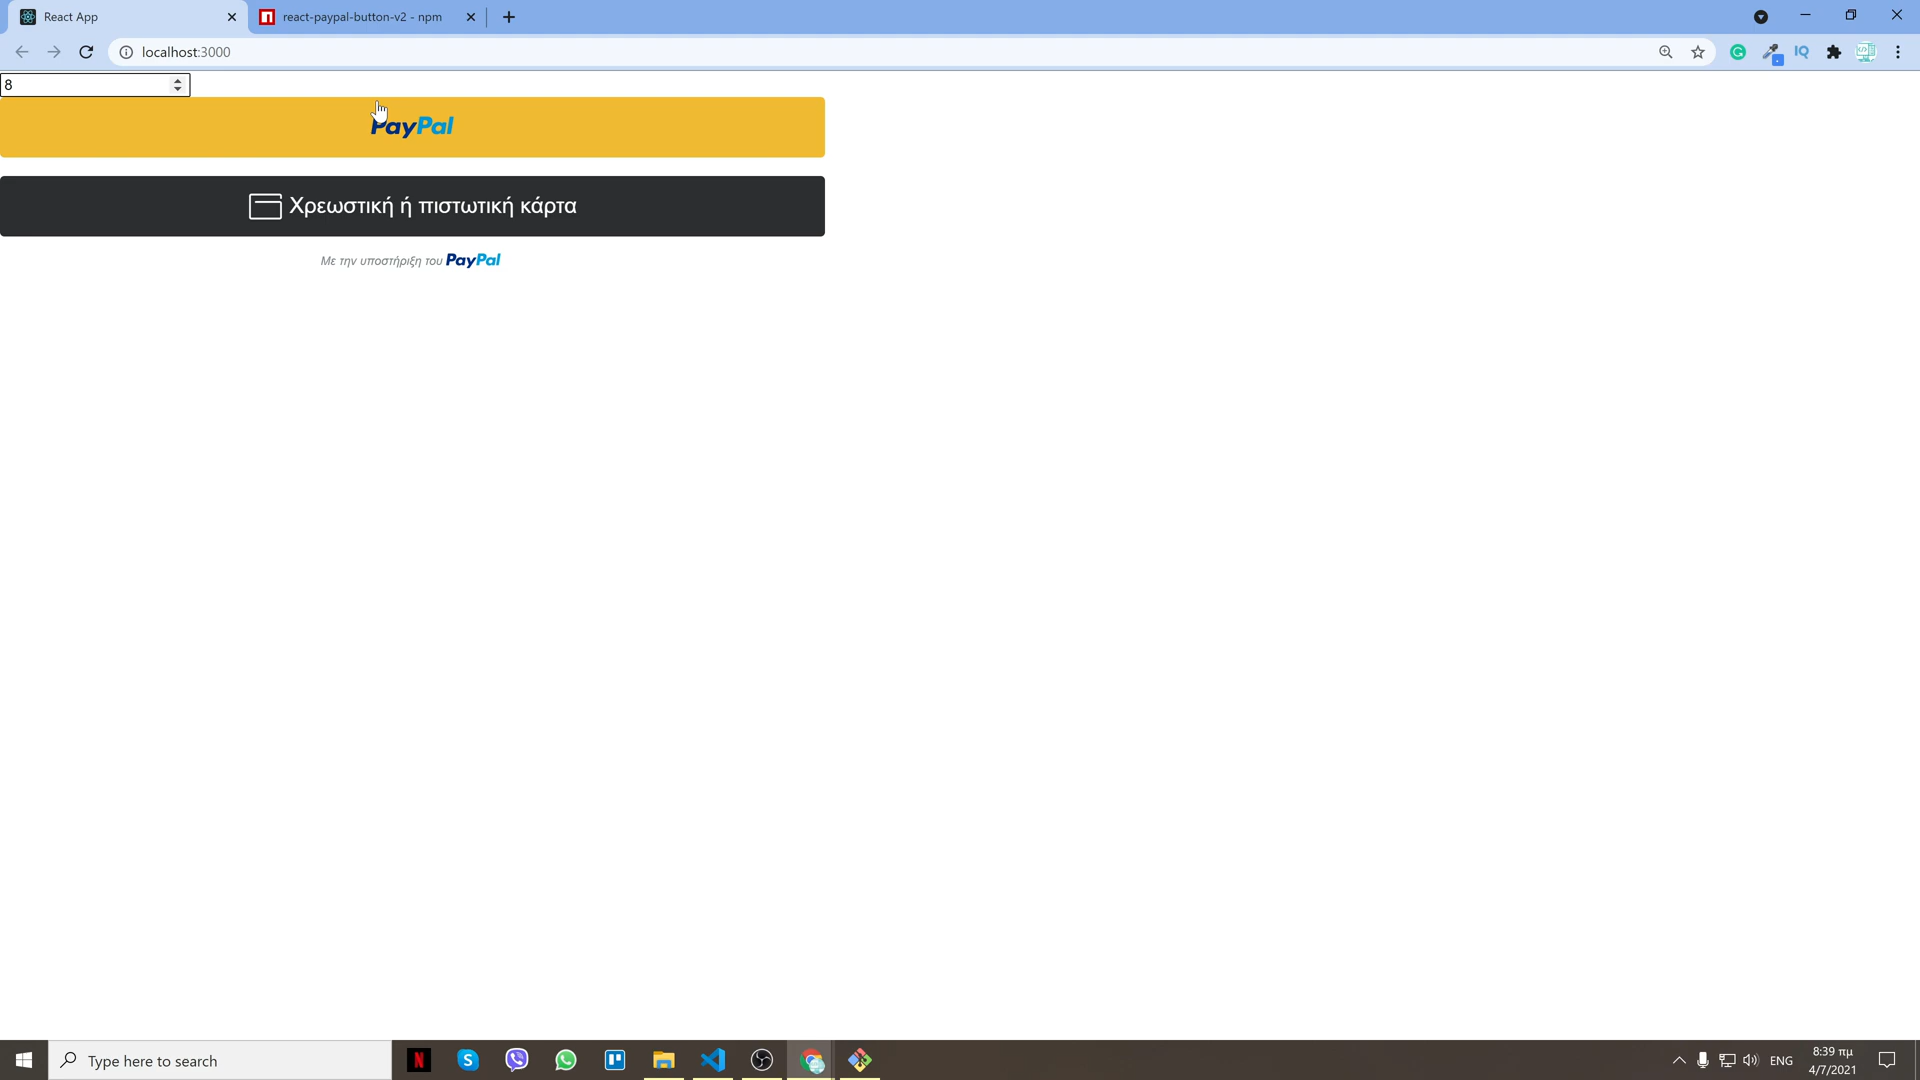 React App
react-paypal-button-v2 - npm
localhost:3000
IQ
8
PayPal
Χρεωστική ή πιστωτική κάρτα
Με την υποστήριξη του PayPal
Type here to search
ENG
8:39 πμ
4/7/2021